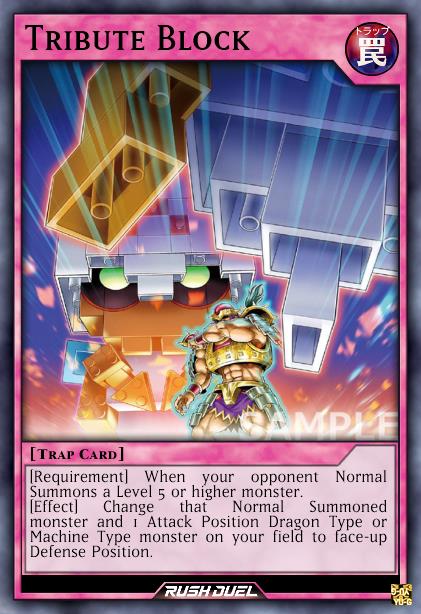 TRIBUTE BLOCK
トラップ
罠
SAMPLE
[TRAP CARD]
[Requirement] When your opponent Normal
Summons a Level 5 or higher monster.
[Effect] Change that Normal Summoned
monster and 1 Attack Position Dragon Type or
Machine Type monster on your field to face-up
Defense Position.
RUSH DUEL